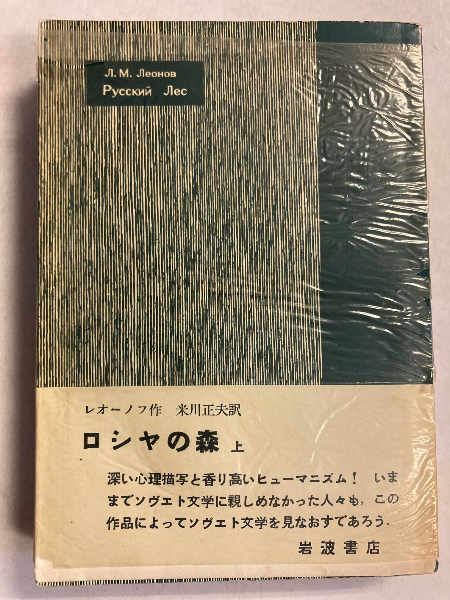 Л. М. Леонов
Русский Лес
レオーノフ作 米川正夫訳
ロシヤの森 上
深い心理描写と香り高いヒューマニズム! いま
までソヴエト文学に親しめなかった人々も,この
作品によってソヴエト文学を見なおすであろう.
岩波書店